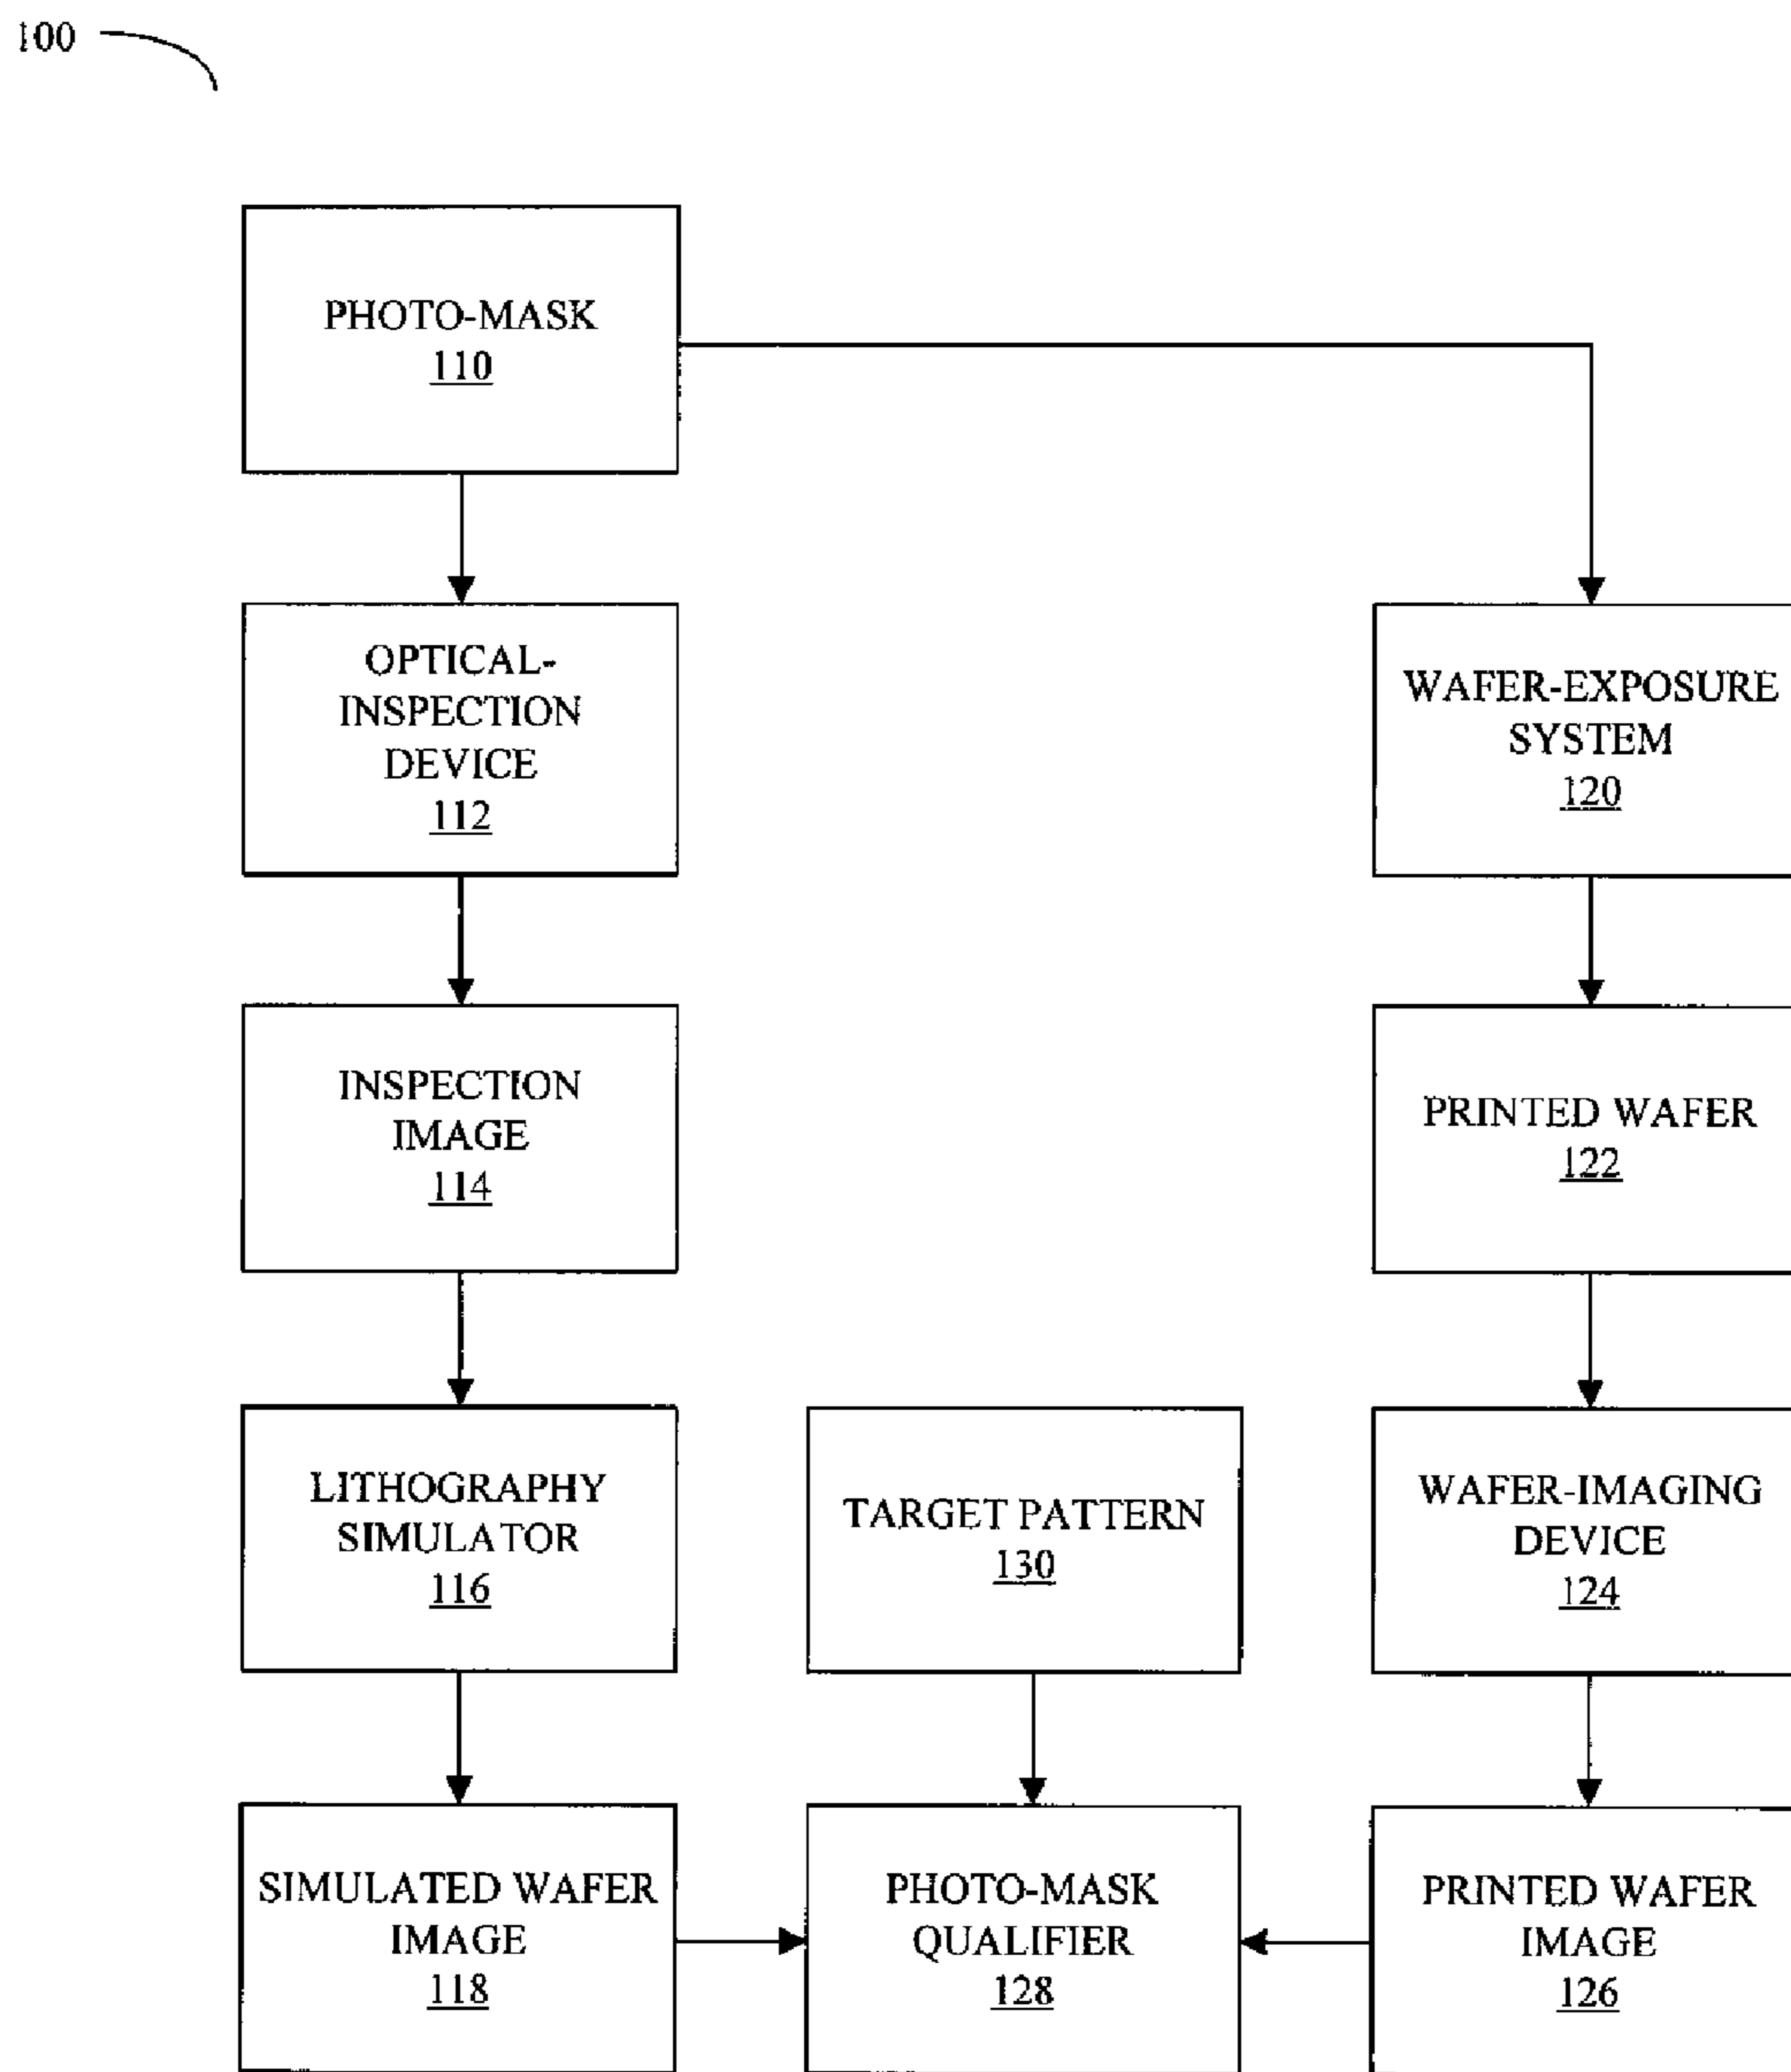 100
PHOTO-MASK
110
OPTICAL-
INSPECTION
DEVICE
112
WAFER-EXPOSURE
SYSTEM
120
INSPECTION
IMAGE
114
PRINTED WAFER
122
LITHOGRAPHY
SIMULATOR
116
TARGET PATTERN
130
WAFER-IMAGING
DEVICE
124
SIMULATED WAFER
IMAGE
118
PHOTO-MASK
QUALIFIER
128
PRINTED WAFER
IMAGE
126